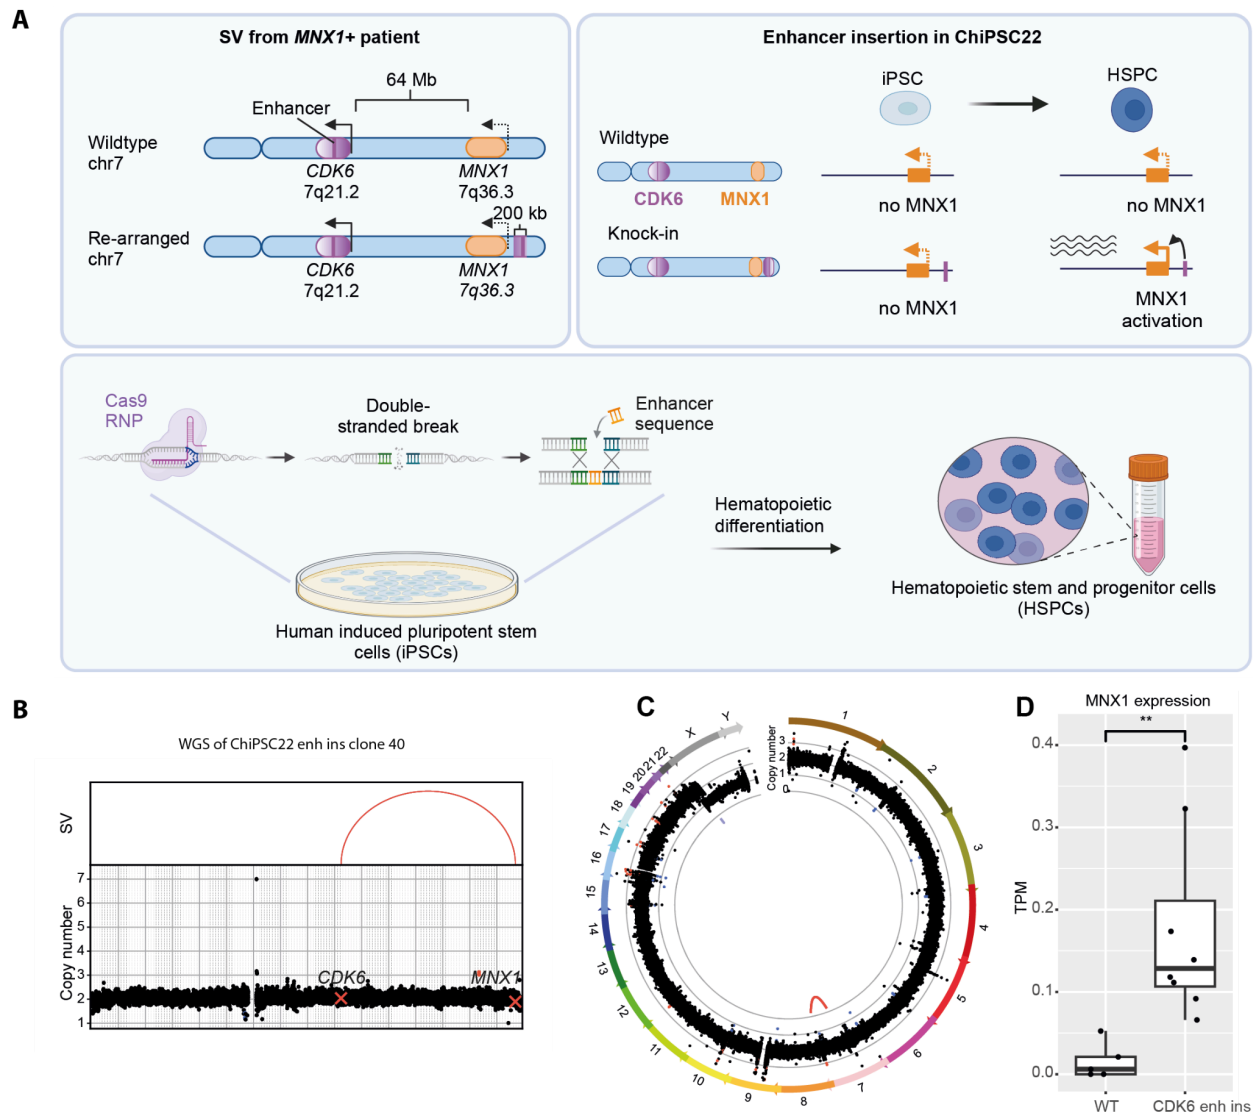 A
SV from MNX1+ patient
64 Mb
Enhancer
Wildtype
chr7
CDK6
7q21.2
MNX1
7q36.3
200 kb
Re-arranged
chr7
CDK6
7q21.2
MNX1
7q36.3
Enhancer insertion in ChiPSC22
iPSC
HSPC
Wildtype
CDK6
MNX1
no MNX1
no MNX1
Knock-in
no MNX1
MNX1
activation
Cas9
RNP
Double-
stranded break
Enhancer
sequence
Hematopoietic
differentiation
Human induced pluripotent stem
cells (iPSCs)
Hematopoietic stem and progenitor cells
(HSPCs)
B
WGS of ChiPSC22 enh ins clone 40
SV
Copy number
7
6
5
4
3
2
1
CDK6
MNX1
C
Copy number
3
2
1
0
1
2
3
4
5
6
7
8
9
10
11
12
13
14
15
16
17
18
19
20
21
22
X
Y
D
MNX1 expression
**
TPM
0.4
0.3
0.2
0.1
0.0
WT
CDK6 enh ins